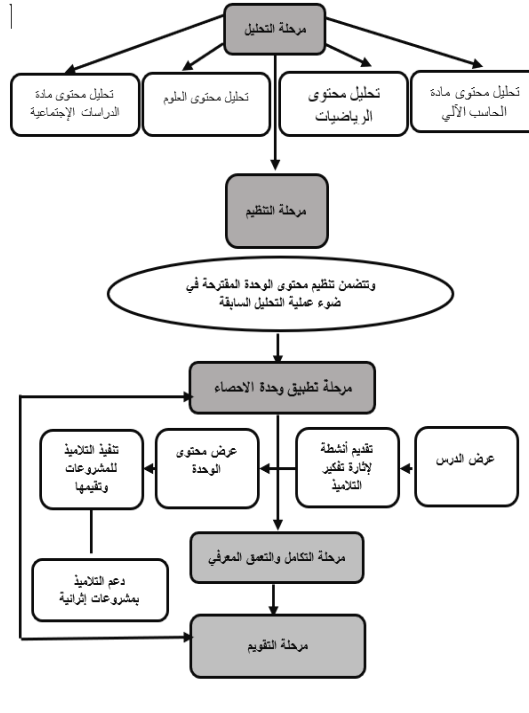 مرحلة التحليل
تحليل محتوى مادة
الحاسب الآلي
تحليل محتوى
الرياضيات
تحليل محتوى العلوم
تحليل محتوى مادة
الدراسات الإجتماعية
مرحلة التنظيم
وتتضمن تنظيم محتوى الوحدة المقترحة في
ضوء عملية التحليل السابقة
مرحلة تطبيق وحدة الاحصاء
عرض الدرس
تقديم أنشطة
لإثارة تفكير
التلاميذ
عرض محتوى
الوحدة
تنفيذ التلاميذ
للمشروعات
وتقيمها
دعم التلاميذ
بمشروعات إثرائية
مرحلة التكامل والتعمق المعرفي
مرحلة التقويم